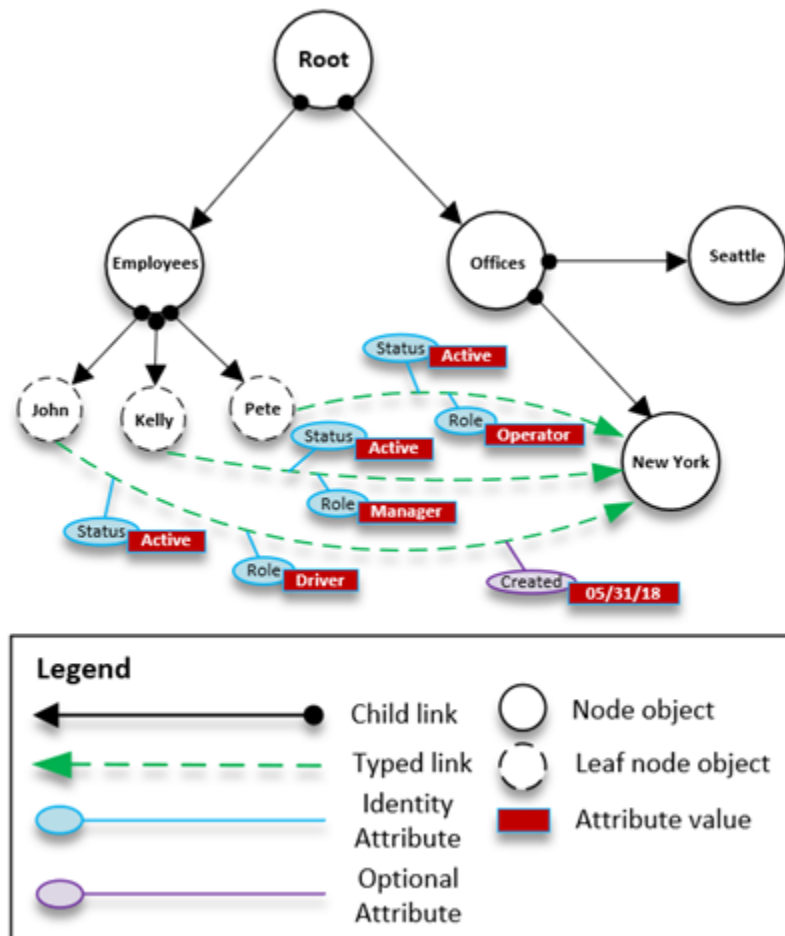 Root
Employees
Offices
Seattle
Status
Active
John
Kelly
Pete
Role
Operator
Status
Active
New York
Role
Manager
Status
Active
Role
Driver
Created
05/31/18
Legend
Child link
Node object
Typed link
Leaf node object
Identity
Attribute
Attribute value
Optional
Attribute